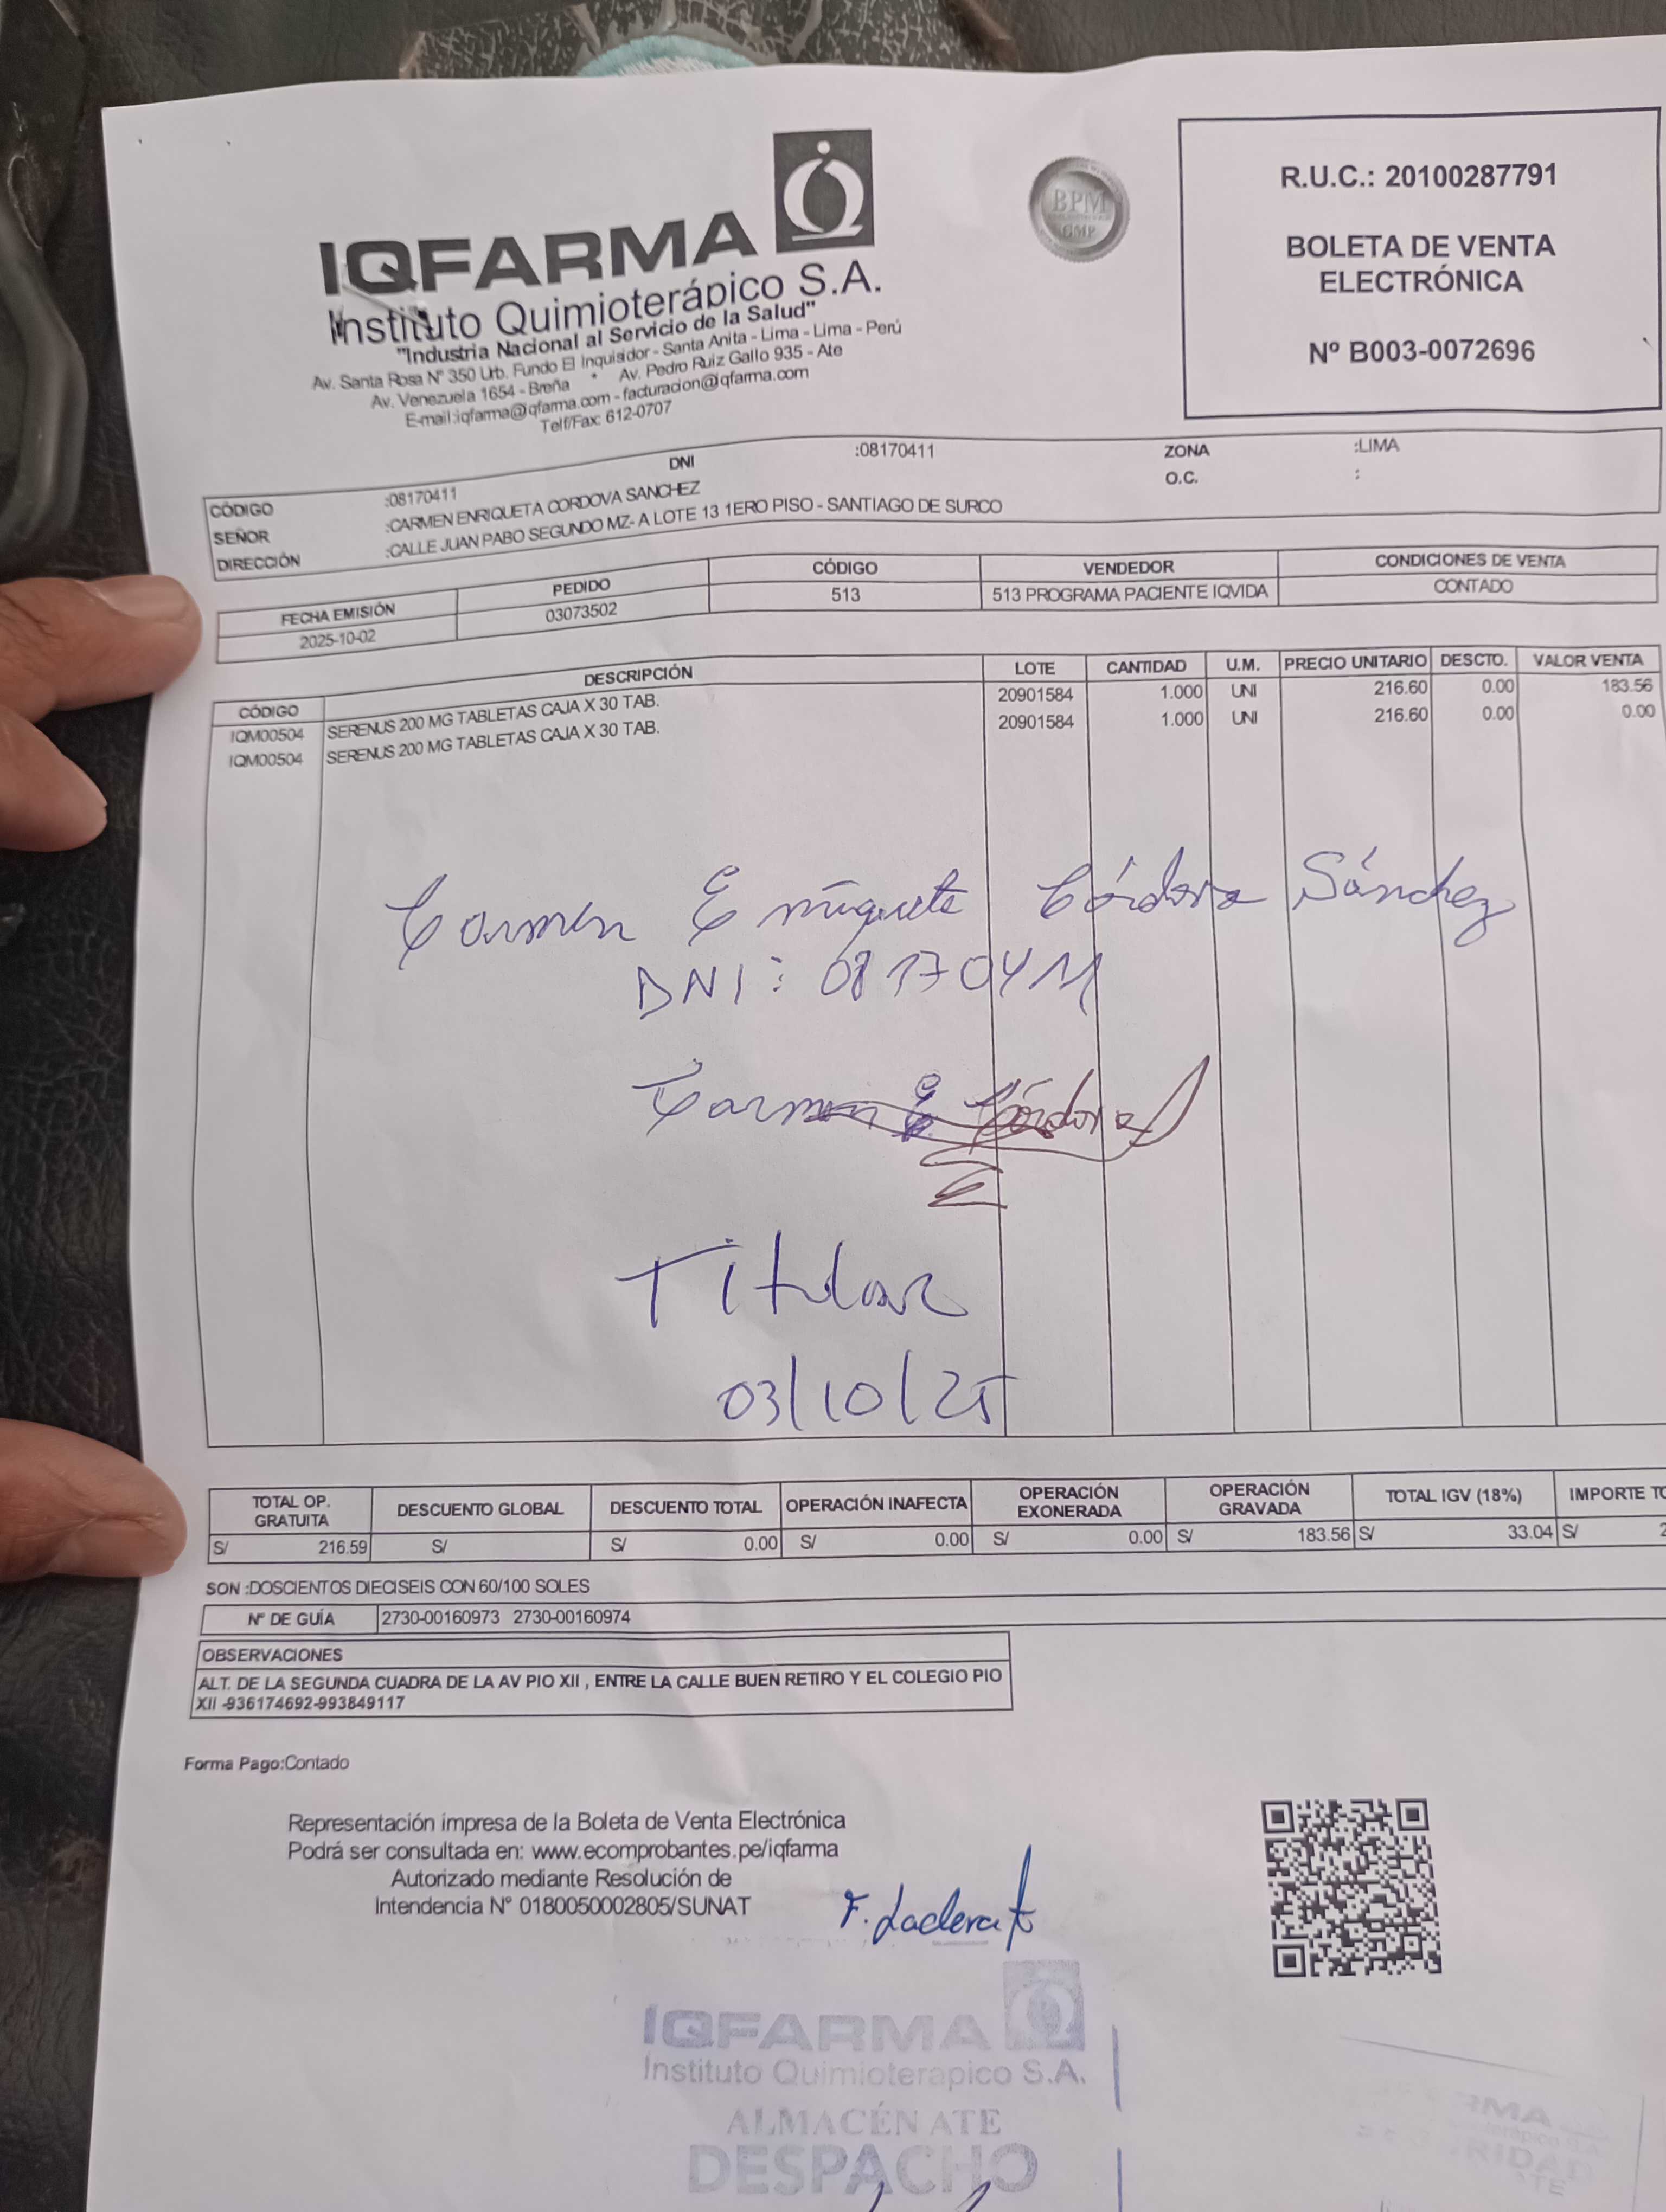 IQFARMA
Instituto Quimioterápico S.A.
"Industria Nacional al Servicio de la Salud"
Av. Santa Rosa N° 350 Urb. Fundo El Inquisidor - Santa Anita - Lima - Lima - Perú
Av. Venezuela 1654 - Breña * Av. Pedro Ruiz Gallo 935 - Ate
E-mail:iqfarma@iqfarma.com - facturacion@iqfarma.com
Telf/Fax: 612-0707
BPM
GMP
R.U.C.: 20100287791
BOLETA DE VENTA
ELECTRÓNICA
Nº B003-0072696
CÓDIGO :08170411 DNI :08170411 ZONA :LIMA
SEÑOR :CARMEN ENRIQUETA CORDOVA SANCHEZ O.C. :
DIRECCIÓN :CALLE JUAN PABO SEGUNDO MZ- A LOTE 13 1ERO PISO - SANTIAGO DE SURCO
FECHA EMISIÓN PEDIDO CÓDIGO VENDEDOR CONDICIONES DE VENTA
2025-10-02 03073502 513 513 PROGRAMA PACIENTE IQVIDA CONTADO
CÓDIGO DESCRIPCIÓN LOTE CANTIDAD U.M. PRECIO UNITARIO DESCTO. VALOR VENTA
IQM00504 SERENUS 200 MG TABLETAS CAJA X 30 TAB. 20901584 1.000 UNI 216.60 0.00 183.56
IQM00504 SERENUS 200 MG TABLETAS CAJA X 30 TAB. 20901584 1.000 UNI 216.60 0.00 0.00
Carmen Córdova Sánchez
DNI: 08170411
Carmen E Córdova
Titular
03/10/25
TOTAL OP. GRATUITA DESCUENTO GLOBAL DESCUENTO TOTAL OPERACIÓN INAFECTA OPERACIÓN EXONERADA OPERACIÓN GRAVADA TOTAL IGV (18%) IMPORTE TO
S/ 216.59 S/ S/ 0.00 S/ 0.00 S/ 0.00 S/ 183.56 S/ 33.04 S/ 2
SON :DOSCIENTOS DIECISEIS CON 60/100 SOLES
Nº DE GUÍA 2730-00160973 2730-00160974
OBSERVACIONES
ALT. DE LA SEGUNDA CUADRA DE LA AV PIO XII , ENTRE LA CALLE BUEN RETIRO Y EL COLEGIO PIO
XII -936174692-993849117
Forma Pago:Contado
Representación impresa de la Boleta de Venta Electrónica
Podrá ser consultada en: www.ecomprobantes.pe/iqfarma
Autorizado mediante Resolución de
Intendencia N° 0180050002805/SUNAT
F. Ladera
IQFARMA
Instituto Quimioterapico S.A.
ALMACÉN ATE
DESPACHO